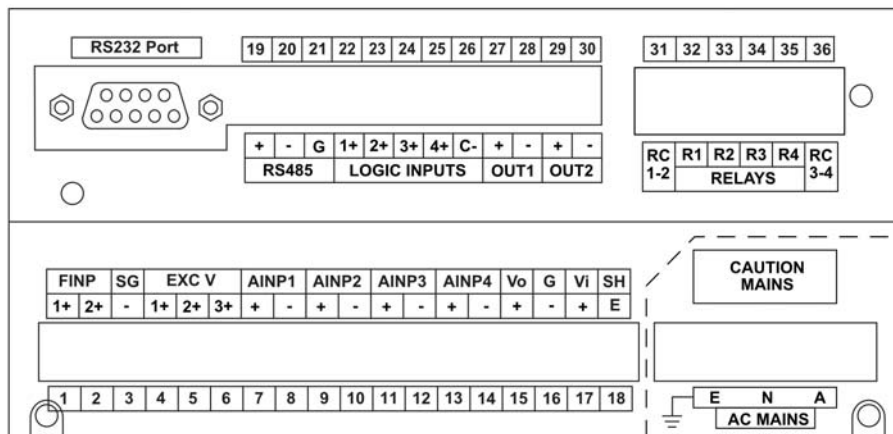 RS232 Port
19 20 21 22 23 24 25 26 27 28 29 30
31 32 33 34 35 36
+ - G 1+ 2+ 3+ 4+ C- + - + -
RS485 LOGIC INPUTS OUT1 OUT2
RC R1 R2 R3 R4 RC
1-2 RELAYS 3-4
FINP SG EXC V AINP1 AINP2 AINP3 AINP4 Vo G Vi SH
1+ 2+ - 1+ 2+ 3+ + - + - + - + - + - + E
CAUTION
MAINS
1 2 3 4 5 6 7 8 9 10 11 12 13 14 15 16 17 18
E N A
AC MAINS